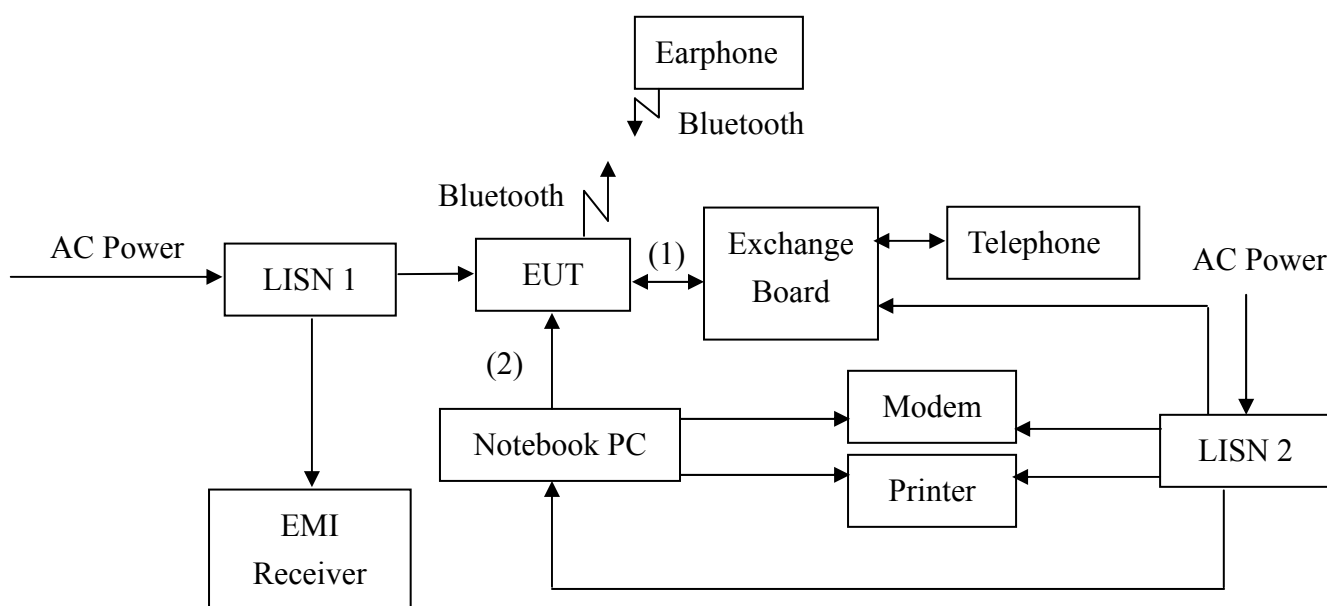 Earphone
Bluetooth
Bluetooth
AC Power
LISN 1
EUT
(1)
Exchange
Board
Telephone
AC Power
(2)
Notebook PC
Modem
Printer
LISN 2
EMI
Receiver